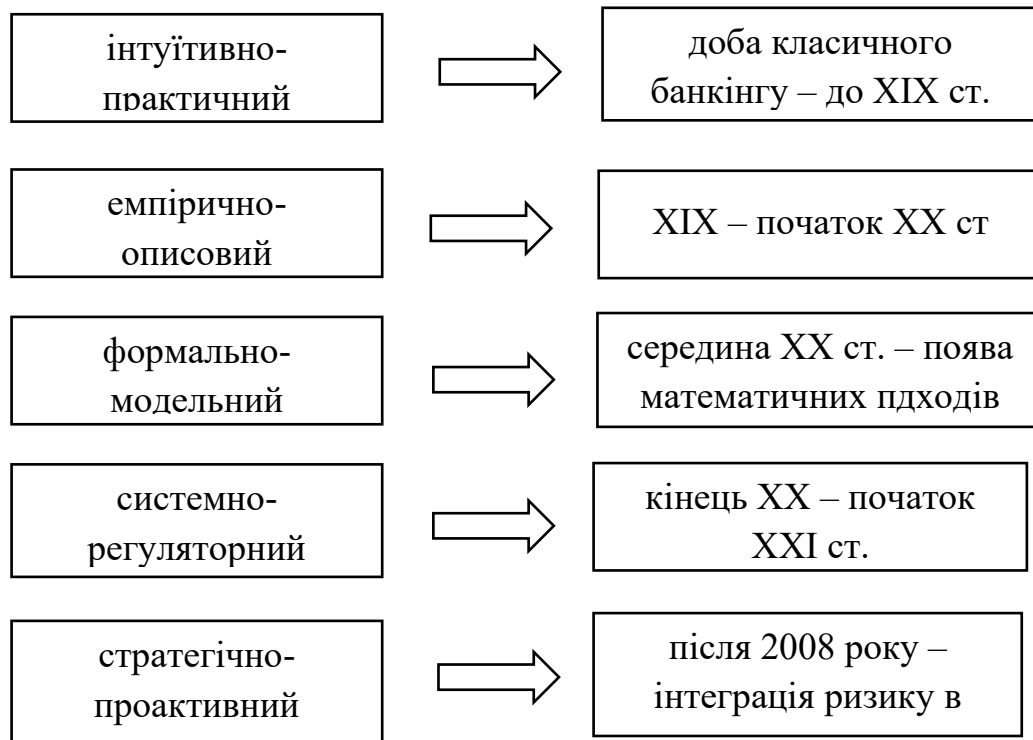 інтуїтивно-
практичний
доба класичного
банкінгу – до XIX ст.
емпірично-
описовий
XIX – початок XX ст
формально-
модельний
середина XX ст. – поява
математичних пдходів
системно-
регуляторний
кінець XX – початок
XXI ст.
стратегічно-
проактивний
після 2008 року –
інтеграція ризику в